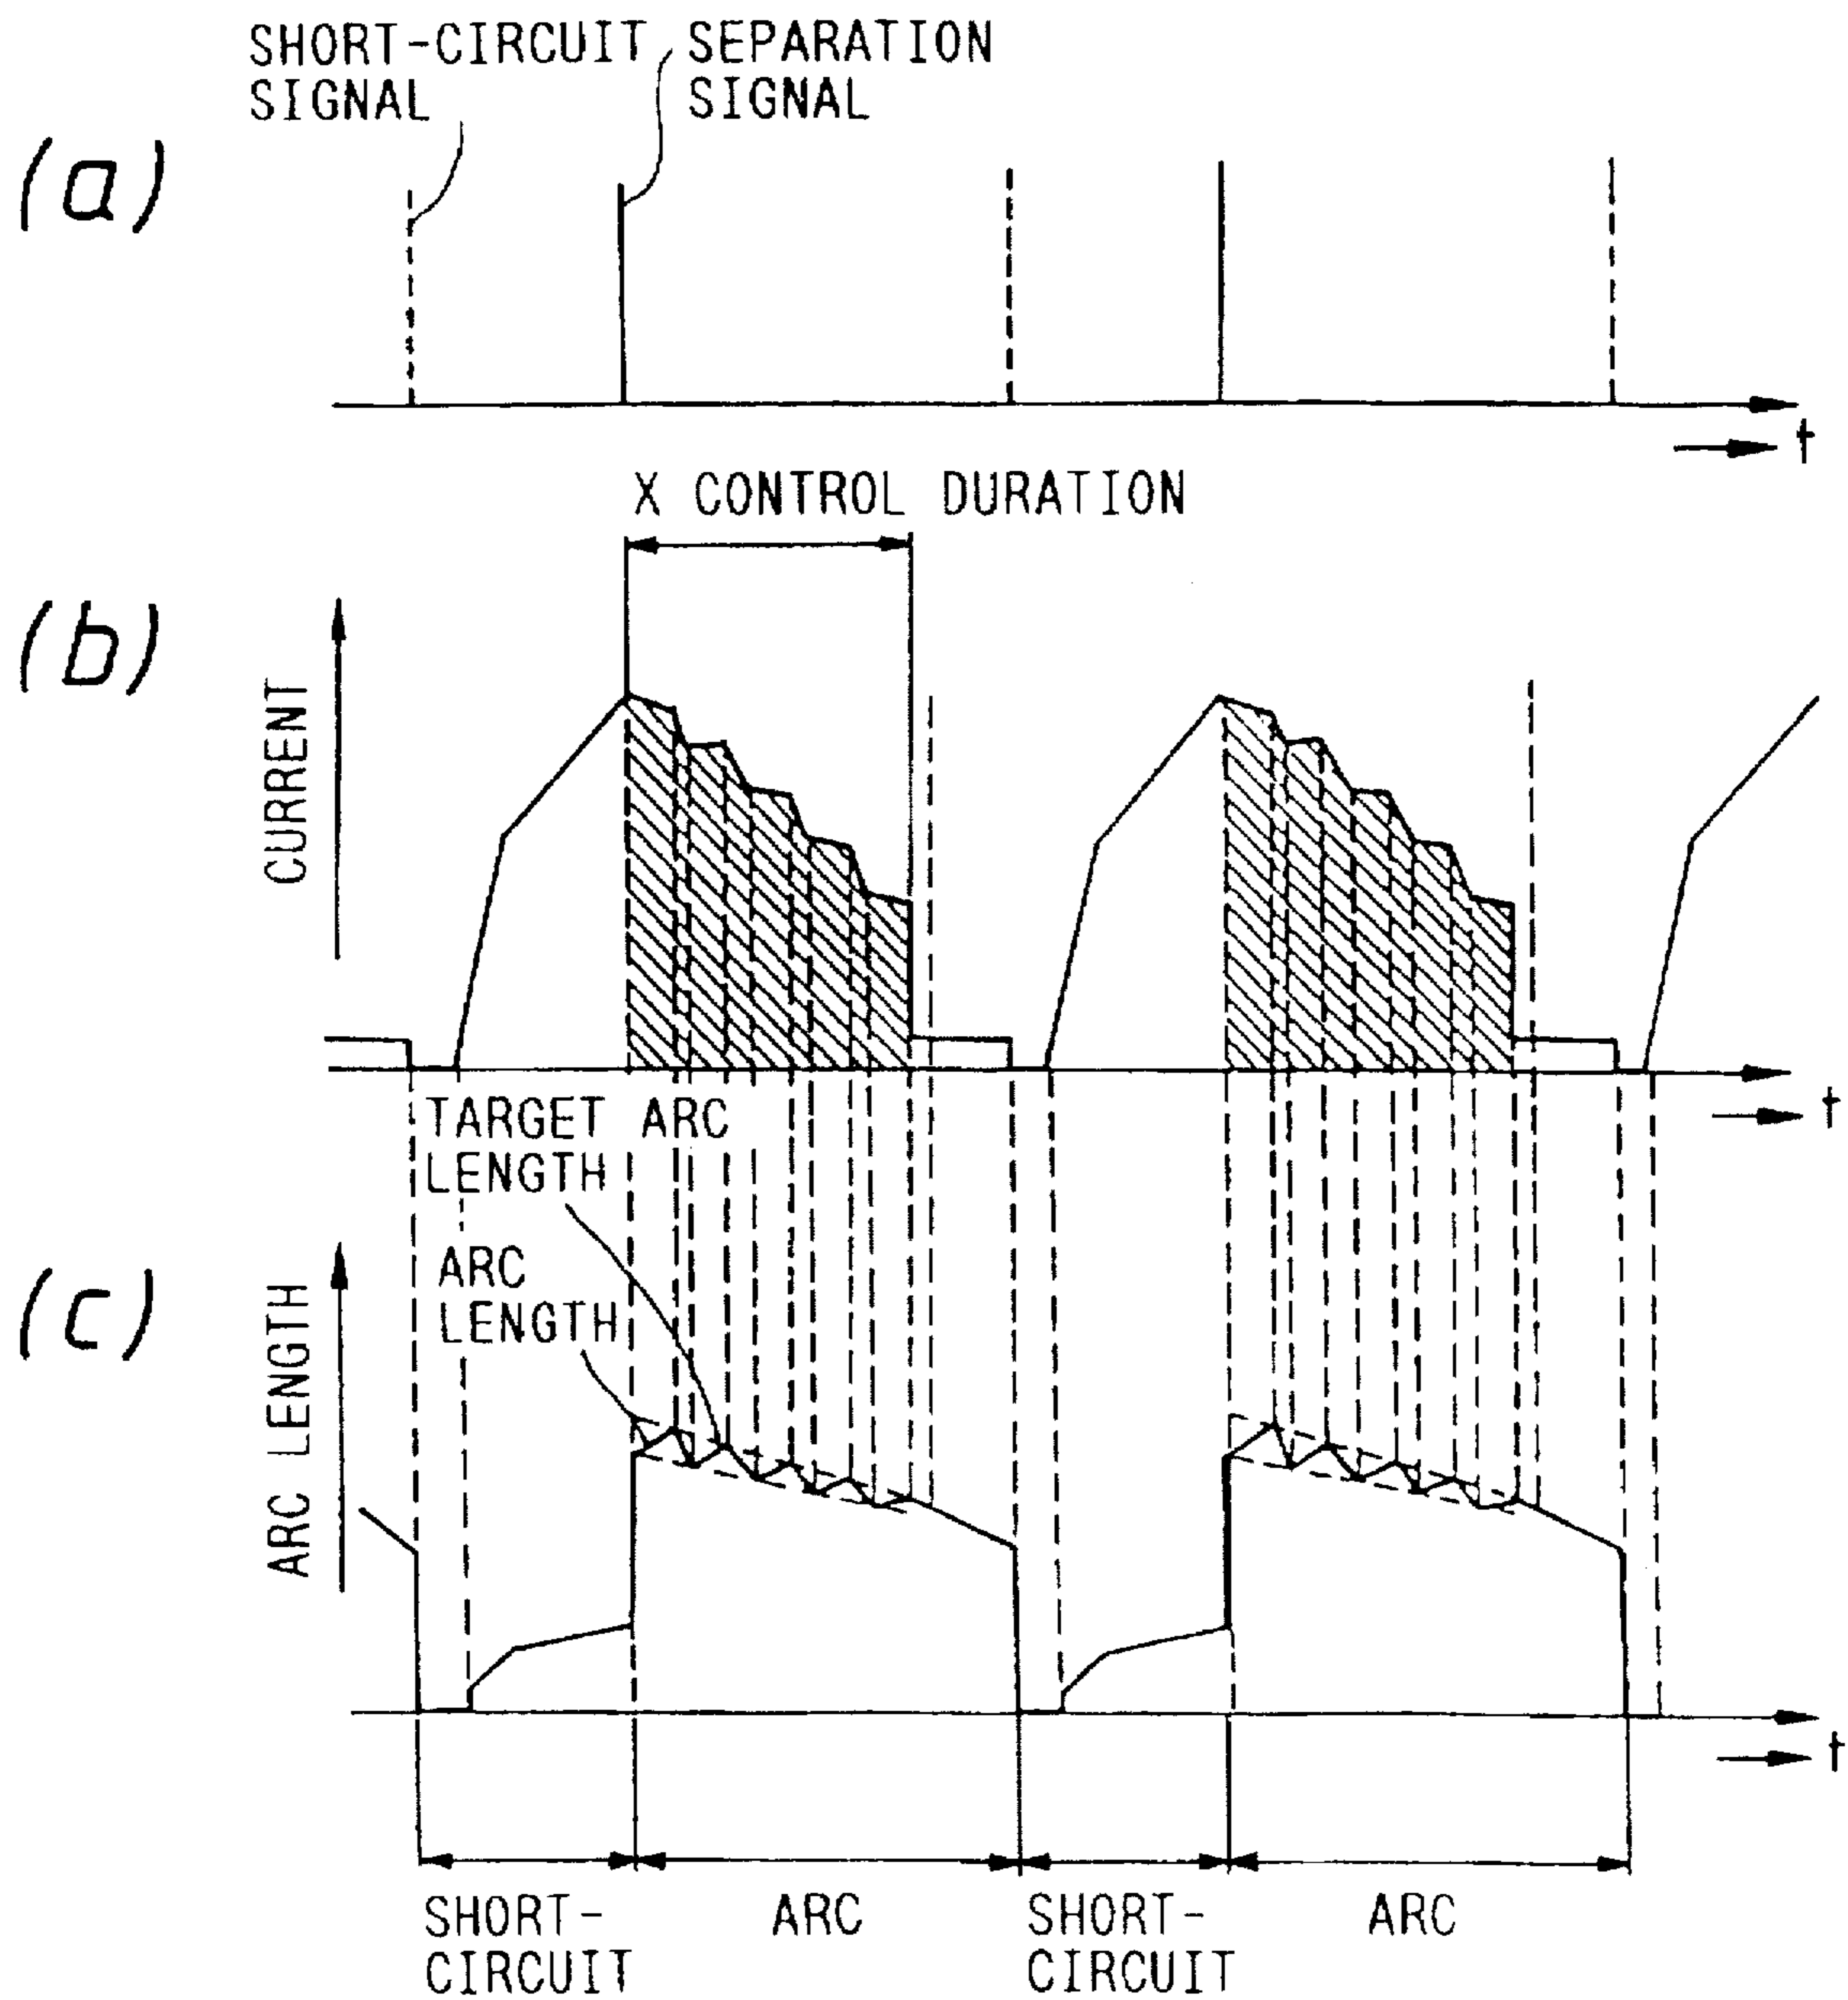 SHORT-CIRCUIT SIGNAL
SEPARATION SIGNAL
(a)
t
X CONTROL DURATION
(b)
CURRENT
t
TARGET ARC LENGTH
ARC LENGTH
(c)
ARC LENGTH
t
SHORT-CIRCUIT
ARC
SHORT-CIRCUIT
ARC